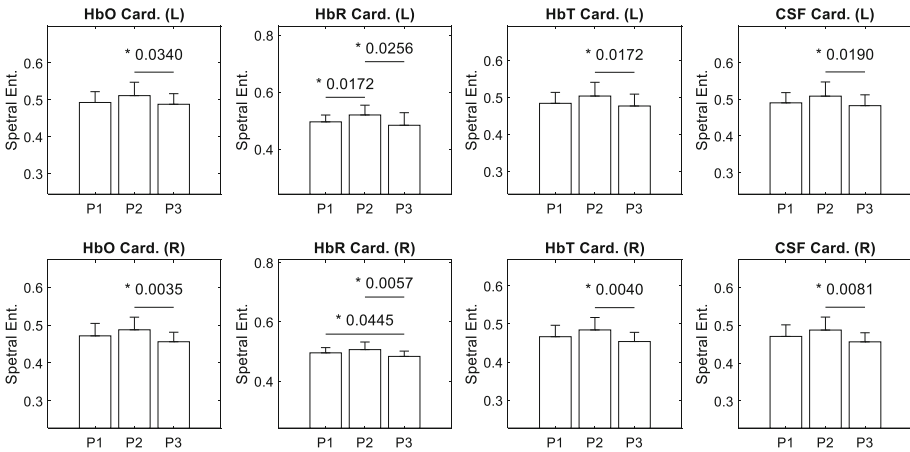 HbO Card. (L)
HbR Card. (L)
HbT Card. (L)
CSF Card. (L)
Spetral Ent.
0.6
0.5
0.4
0.3
* 0.0340
P1 P2 P3
Spetral Ent.
0.8
0.6
0.4
* 0.0256
* 0.0172
P1 P2 P3
Spetral Ent.
0.6
0.5
0.4
0.3
* 0.0172
P1 P2 P3
Spetral Ent.
0.6
0.5
0.4
0.3
* 0.0190
P1 P2 P3
HbO Card. (R)
HbR Card. (R)
HbT Card. (R)
CSF Card. (R)
Spetral Ent.
0.6
0.5
0.4
0.3
* 0.0035
P1 P2 P3
Spetral Ent.
0.8
0.6
0.4
* 0.0057
* 0.0445
P1 P2 P3
Spetral Ent.
0.6
0.5
0.4
0.3
* 0.0040
P1 P2 P3
Spetral Ent.
0.6
0.5
0.4
0.3
* 0.0081
P1 P2 P3